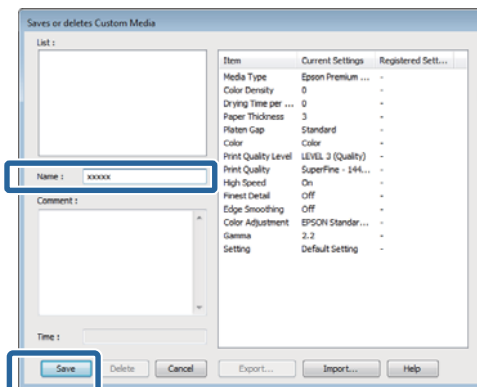 Saves or deletes Custom Media
List :
Name : xxxxx
Comment :
Time :
Item Current Settings Registered Sett...
Media Type Epson Premium ... -
Color Density 0 -
Drying Time per ... 0 -
Paper Thickness 3 -
Platen Gap Standard -
Color Color -
Print Quality Level LEVEL 3 (Quality) -
Print Quality SuperFine - 144... -
High Speed On -
Finest Detail Off -
Edge Smoothing Off -
Color Adjustment EPSON Standar... -
Gamma 2.2 -
Setting Default Setting -
Save Delete Cancel Export... Import... Help